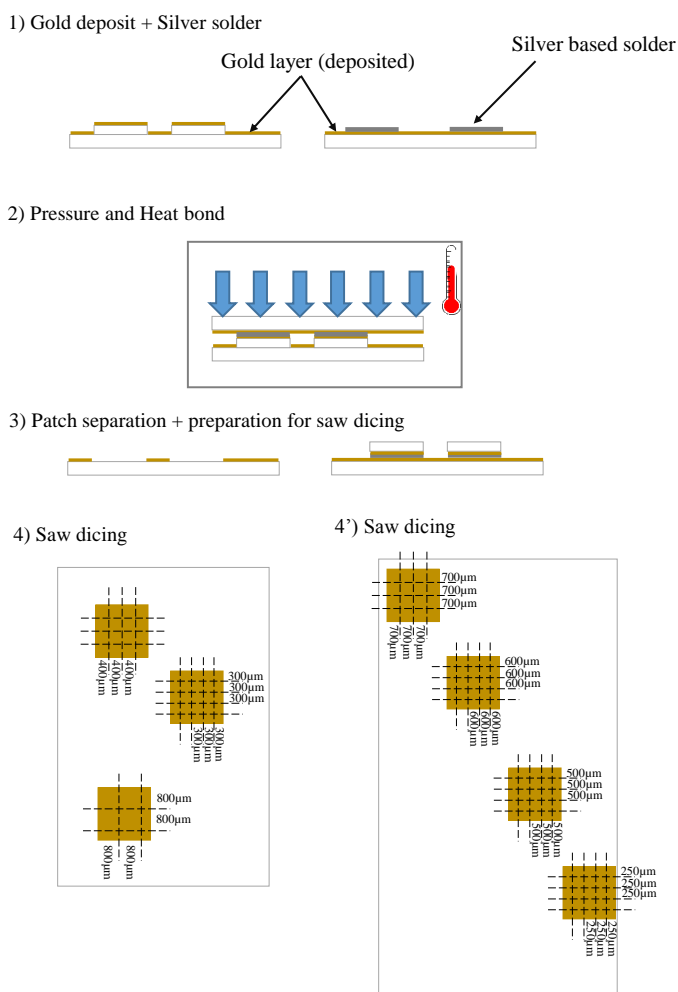 1) Gold deposit + Silver solder
Silver based solder
Gold layer (deposited)
2) Pressure and Heat bond
3) Patch separation + preparation for saw dicing
4) Saw dicing
400µm
400µm
400µm
300µm
300µm
300µm
300µm
300µm
300µm
800µm
800µm
800µm
800µm
4') Saw dicing
700µm
700µm
700µm
700µm
700µm
700µm
600µm
600µm
600µm
600µm
600µm
600µm
500µm
500µm
500µm
500µm
500µm
500µm
250µm
250µm
250µm
250µm
250µm
250µm